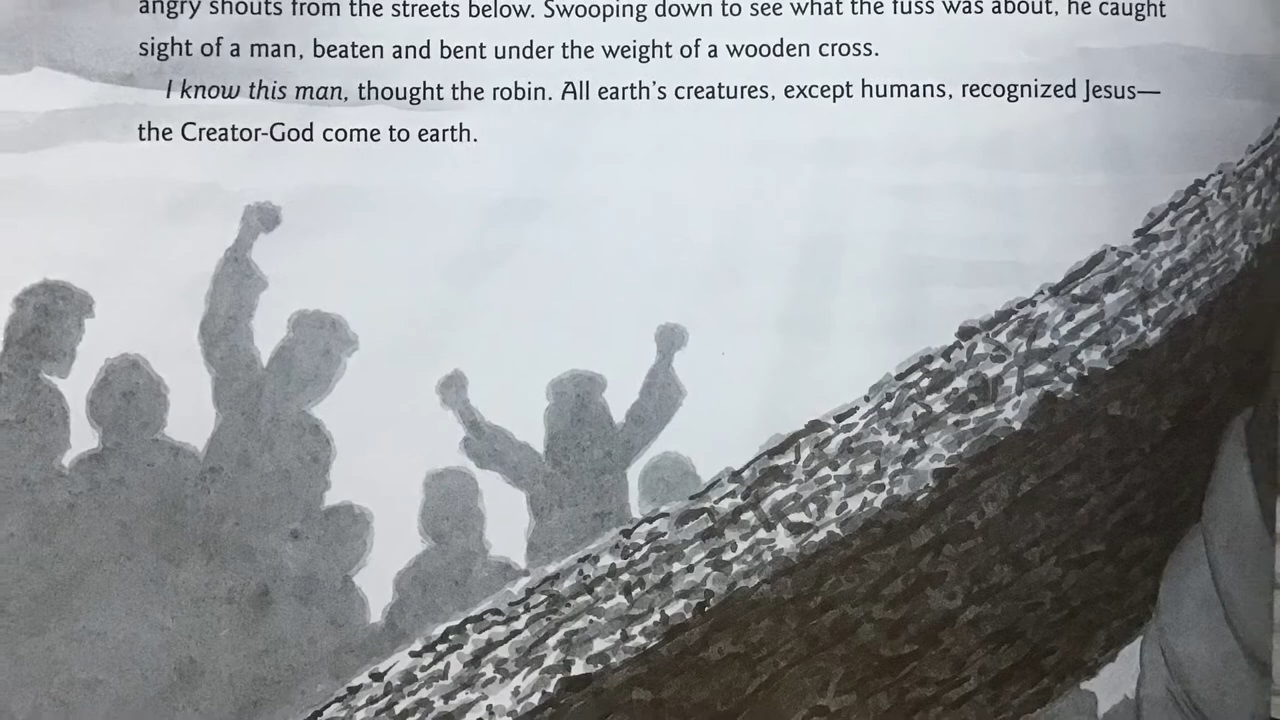 angry shouts from the streets below. Swooping down to see what the fuss was about, he caught
sight of a man, beaten and bent under the weight of a wooden cross.
I know this man, thought the robin. All earth’s creatures, except humans, recognized Jesus—
the Creator-God come to earth.